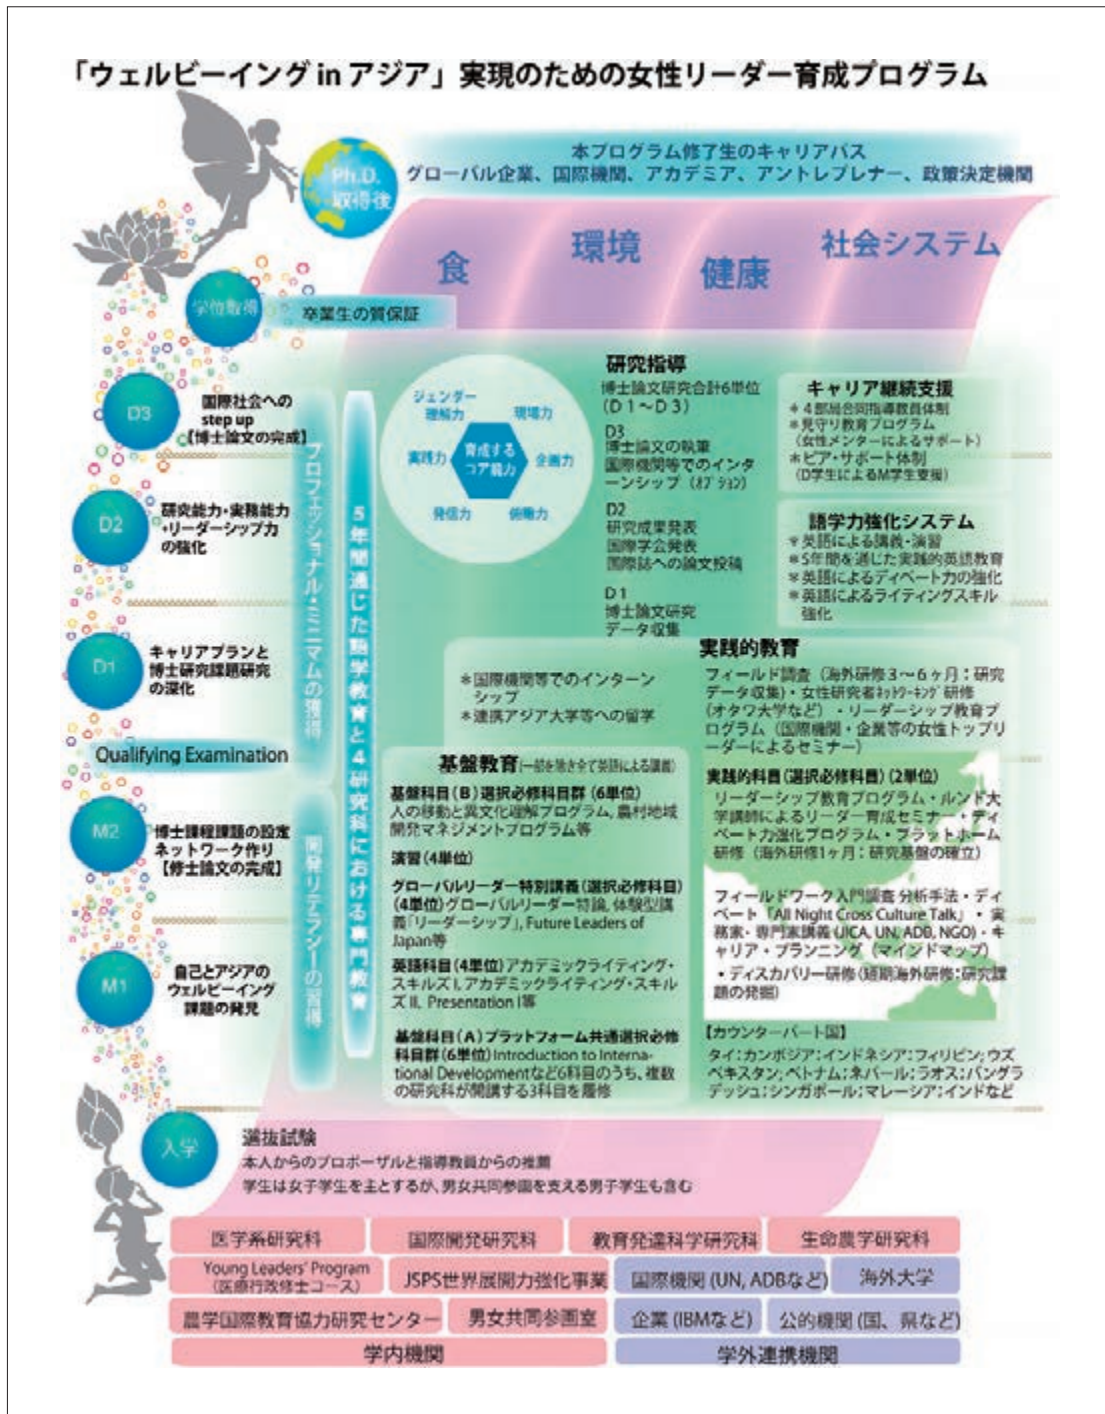 「ウェルビーイング in アジア」実現のための女性リーダー育成プログラム
Ph.D.
取得後
本プログラム修了生のキャリアパス
グローバル企業、国際機関、アカデミア、アントレプレナー、政策決定機関
食
環境
健康
社会システム
学位取得
卒業生の質保証
D3
国際社会への
step up
【博士論文の完成】
D2
研究能力・実務能力
・リーダーシップ力
の強化
D1
キャリアプランと
博士研究課題研究
の深化
Qualifying Examination
M2
博士課程課題の設定
ネットワーク作り
【修士論文の完成】
M1
自己とアジアの
ウェルビーイング
課題の発見
プロフェッショナル・ミニマムの獲得
開発リテラシーの習得
5年間通じた語学教育と4研究科における専門教育
ジェンダー
理解力
現場力
実践力
育成する
コア能力
企画力
発信力
俯瞰力
研究指導
博士論文研究合計6単位
(D1～D3)
D3
博士論文の執筆
国際機関等でのインタ
ーンシップ (オプション)
D2
研究成果発表
国際学会発表
国際誌への論文投稿
D1
博士論文研究
データ収集
キャリア継続支援
＊4部局合同指導教員体制
＊見守り教育プログラム
(女性メンターによるサポート)
＊ピア・サポート体制
(D学生によるM学生支援)
語学力強化システム
＊英語による講義・演習
＊5年間を通じた実践的英語教育
＊英語によるディベート力の強化
＊英語によるライティングスキル
強化
＊国際機関等でのインターン
シップ
＊連携アジア大学等への留学
実践的教育
フィールド調査（海外研修3～6ヶ月：研究
データ収集）・女性研究者ネットワーキング研修
(オタワ大学など) ・リーダーシップ教育プ
ログラム（国際機関・企業等の女性トップリ
ーダーによるセミナー）
実践的科目(選択必修科目) (2単位)
リーダーシップ教育プログラム・ルンド大
学講師によるリーダー育成セミナー・ディ
ベート力強化プログラム・プラットホーム
研修（海外研修1ヶ月：研究基盤の確立）
フィールドワーク入門調査 分析手法・ディ
ベート「All Night Cross Culture Talk」・実
務家・専門家講義 (JICA, UN, ADB, NGO)・キ
ャリア・プランニング（マインドマップ）
・ディスカバリー研修（短期海外研修：研究課
題の発掘）
【カウンターパート国】
タイ；カンボジア；インドネシア；フィリピン；ウズ
ベキスタン；ベトナム；ネパール；ラオス；バングラ
デッシュ；シンガポール；マレーシア；インドなど
基盤教育(一部を除き全て英語による講義)
基盤科目(B)選択必修科目群 (6単位)
人の移動と異文化理解プログラム, 農村地域
開発マネジメントプログラム等
演習(4単位)
グローバルリーダー特別講義(選択必修科目)
(4単位)グローバルリーダー特論, 体験型講
義「リーダーシップ」, Future Leaders of
Japan等
英語科目(4単位)アカデミックライティング・
スキルズ I, アカデミックライティング・スキル
ズ II, Presentation I等
基盤科目(A)プラットフォーム共通選択必修
科目群(6単位)Introduction to Interna-
tional Developmentなど6科目のうち、複数
の研究科が開講する3科目を履修
入学
選抜試験
本人からのプロポーザルと指導教員からの推薦
学生は女子学生を主とするが、男女共同参画を支える男子学生も含む
医学系研究科
国際開発研究科
教育発達科学研究科
生命農学研究科
Young Leaders' Program
（医療行政修士コース）
JSPS世界展開力強化事業
国際機関 (UN, ADBなど)
海外大学
農学国際教育協力研究センター
男女共同参画室
企業 (IBMなど)
公的機関 (国、県など)
学内機関
学外連携機関